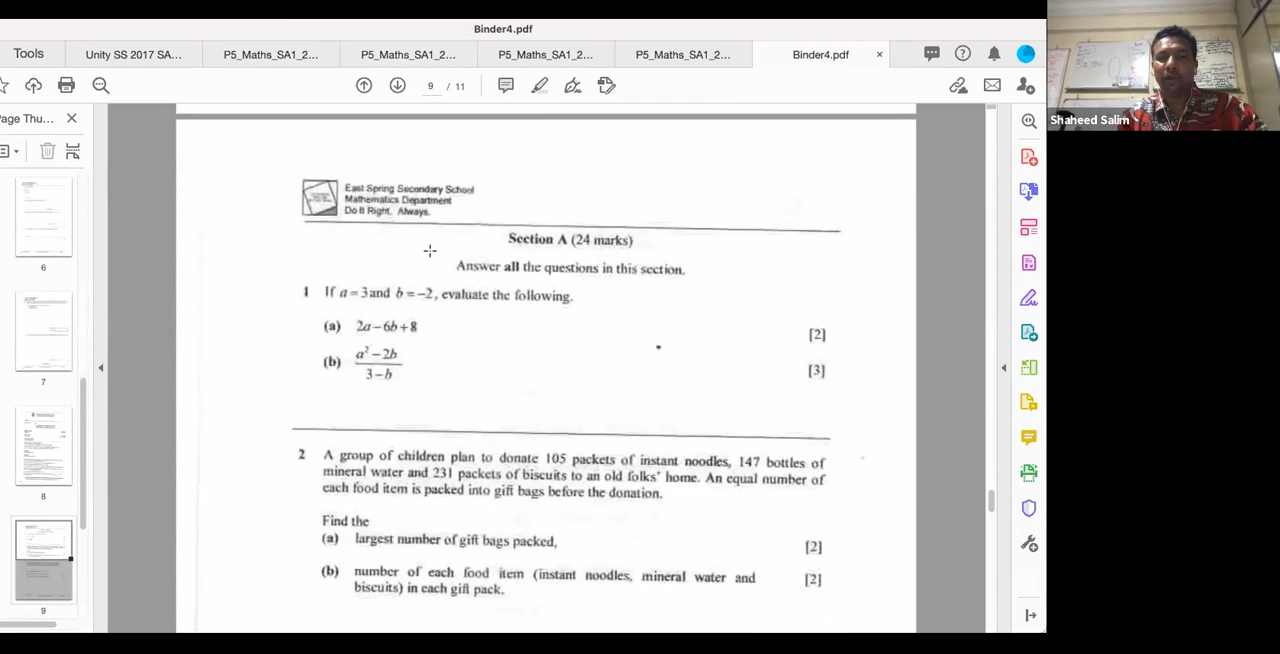 Binder4.pdf
Tools
Unity SS 2017 SA...
P5_Maths_SA1_2...
P5_Maths_SA1_2...
P5_Maths_SA1_2...
P5_Maths_SA1_2...
Binder4.pdf
9 / 11
age Thu...
6
7
8
9
Shaheed Salim
East Spring Secondary School
Mathematics Department
Do It Right. Always.
Section A (24 marks)
Answer all the questions in this section.
1 If a = 3 and b = −2, evaluate the following.
(a) 2a − 6b + 8 [2]
(b) a² − 2b / 3 − b [3]
2 A group of children plan to donate 105 packets of instant noodles, 147 bottles of
mineral water and 231 packets of biscuits to an old folks' home. An equal number of
each food item is packed into gift bags before the donation.
Find the
(a) largest number of gift bags packed, [2]
(b) number of each food item (instant noodles, mineral water and [2]
biscuits) in each gift pack.